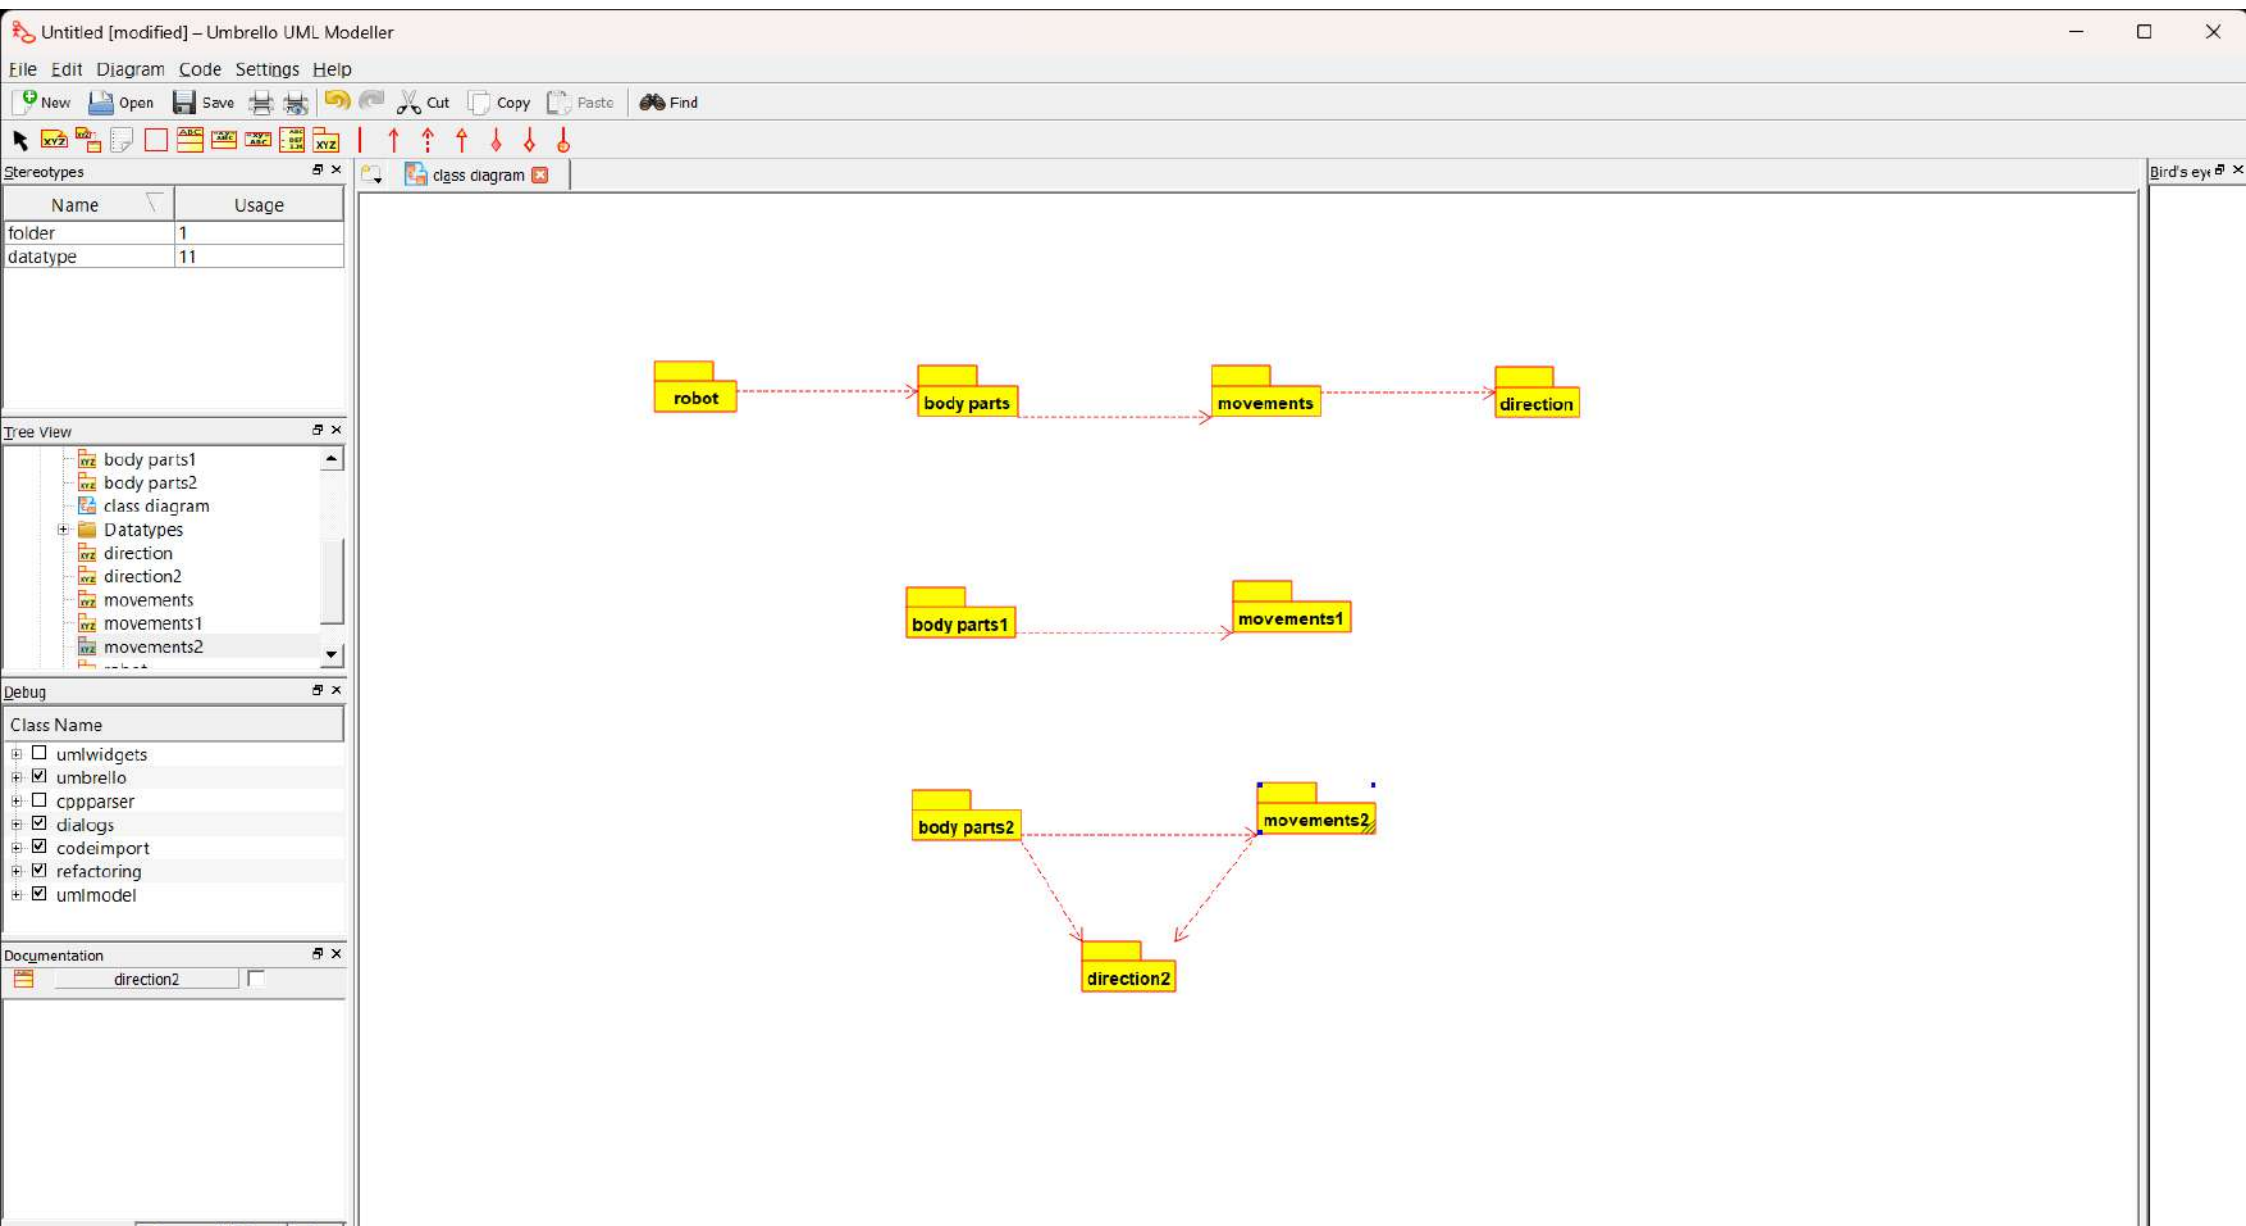 Untitled [modified] – Umbrello UML Modeller
File Edit Diagram Code Settings Help
New Open Save Cut Copy Paste Find
Stereotypes
class diagram
Bird's eye
Name Usage
folder 1
datatype 11
robot
body parts
movements
direction
Tree View
body parts1
body parts2
class diagram
Datatypes
direction
direction2
movements
movements1
movements2
robot
body parts1
movements1
Debug
Class Name
umlwidgets
umbrello
cppparser
dialogs
codeimport
refactoring
umlmodel
body parts2
movements2
direction2
Documentation
direction2